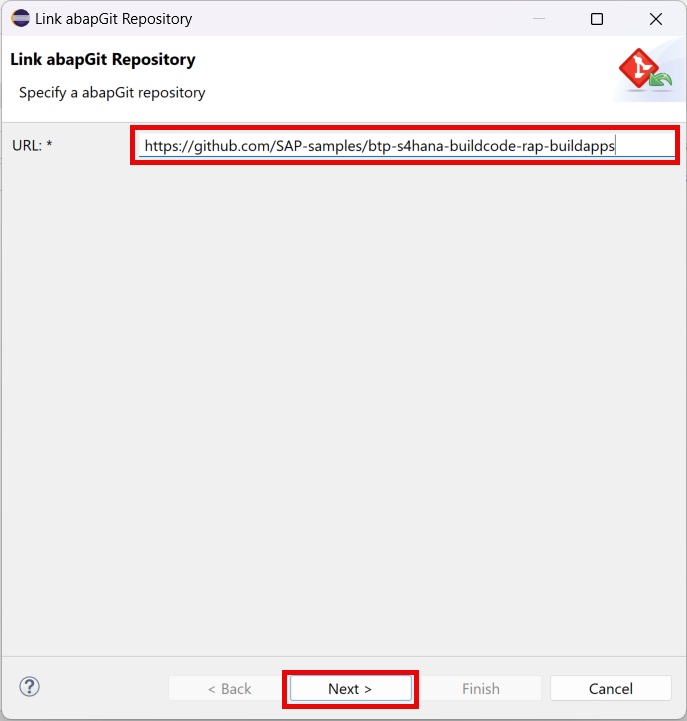 Link abapGit Repository
Link abapGit Repository
Specify a abapGit repository
URL: * https://github.com/SAP-samples/btp-s4hana-buildcode-rap-buildapps
? < Back Next > Finish Cancel